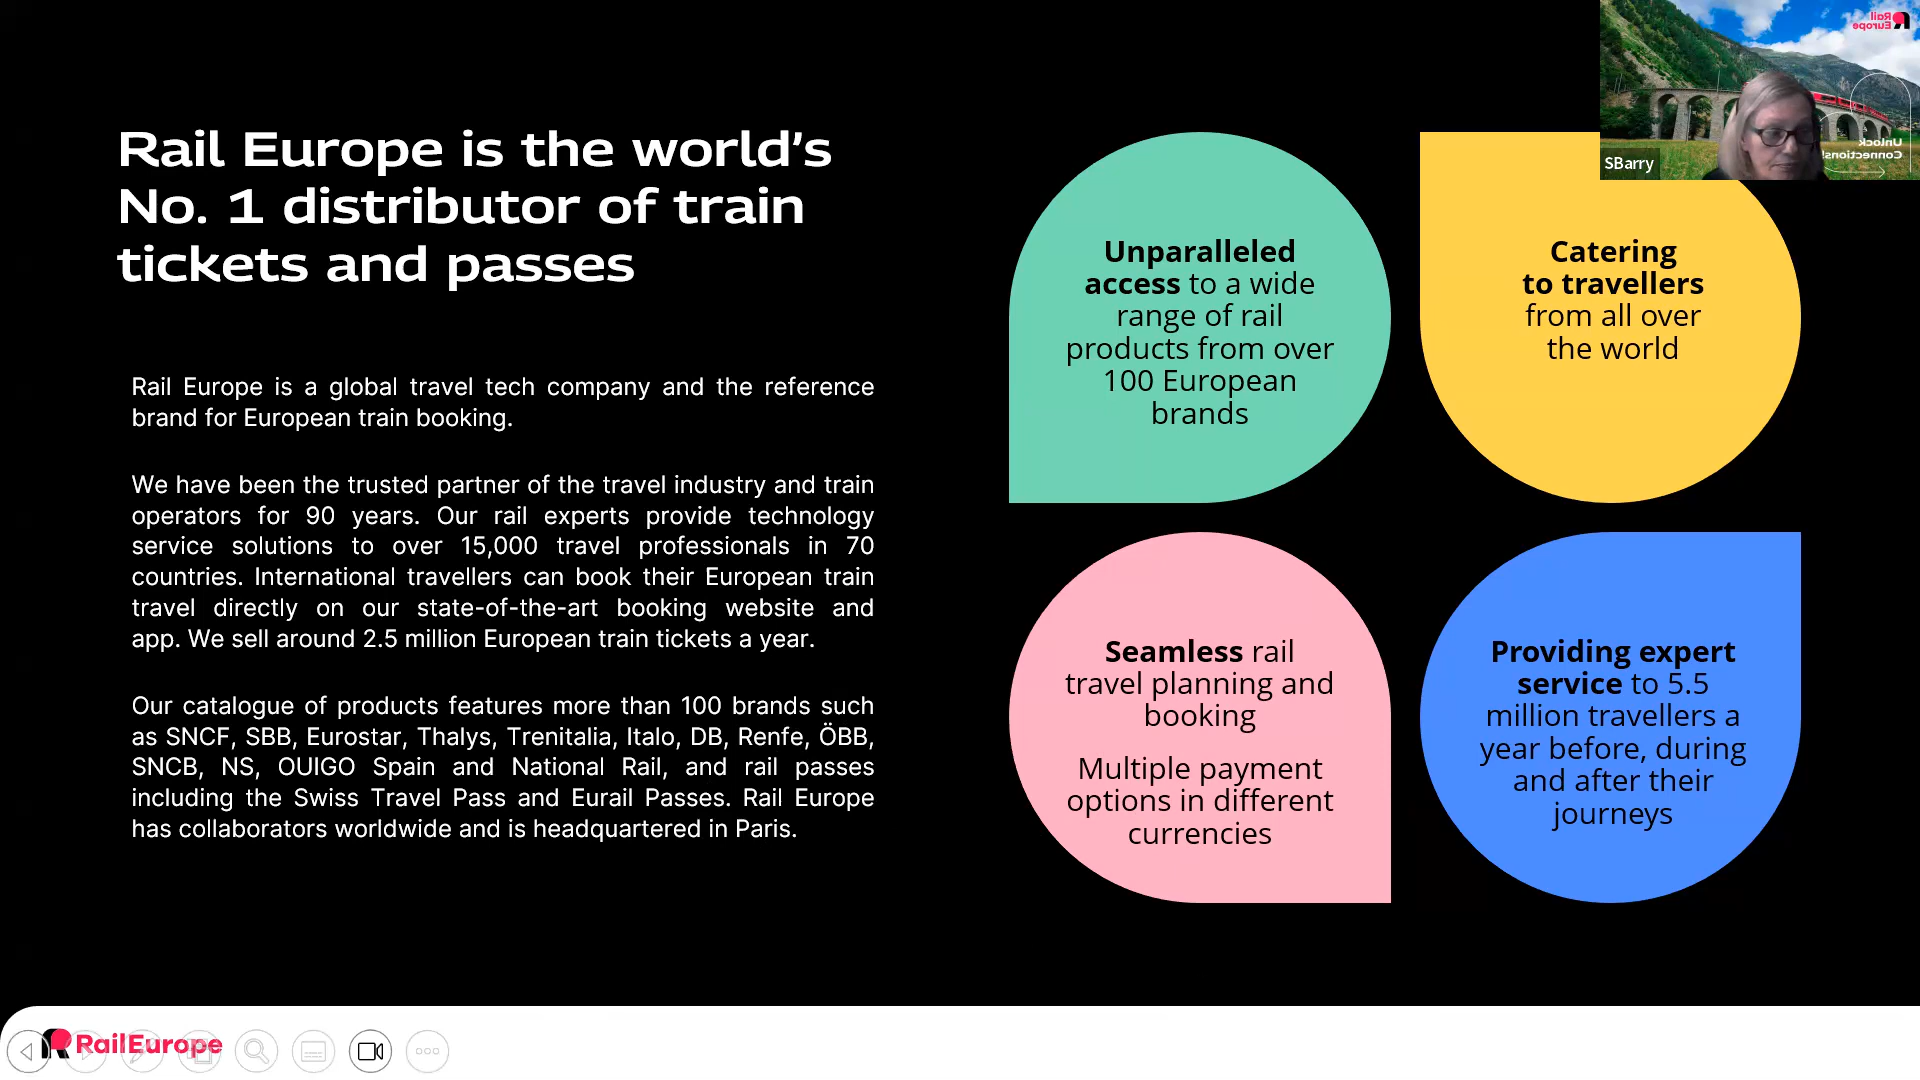 Rail Europe is the world's
No. 1 distributor of train
tickets and passes
Rail Europe is a global travel tech company and the reference
brand for European train booking.
We have been the trusted partner of the travel industry and train
operators for 90 years. Our rail experts provide technology
service solutions to over 15,000 travel professionals in 70
countries. International travellers can book their European train
travel directly on our state-of-the-art booking website and
app. We sell around 2.5 million European train tickets a year.
Our catalogue of products features more than 100 brands such
as SNCF, SBB, Eurostar, Thalys, Trenitalia, Italo, DB, Renfe, ÖBB,
SNCB, NS, OUIGO Spain and National Rail, and rail passes
including the Swiss Travel Pass and Eurail Passes. Rail Europe
has collaborators worldwide and is headquartered in Paris.
Unparalleled
access to a wide
range of rail
products from over
100 European
brands
Catering
to travellers
from all over
the world
Seamless rail
travel planning and
booking
Multiple payment
options in different
currencies
Providing expert
service to 5.5
million travellers a
year before, during
and after their
journeys
Rail
Europe
Unlock
Connections!
SBarry
RailEurope